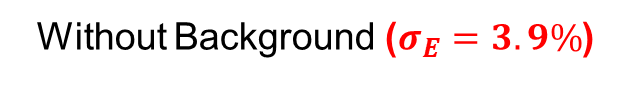 Without Background (σ_E = 3.9%)